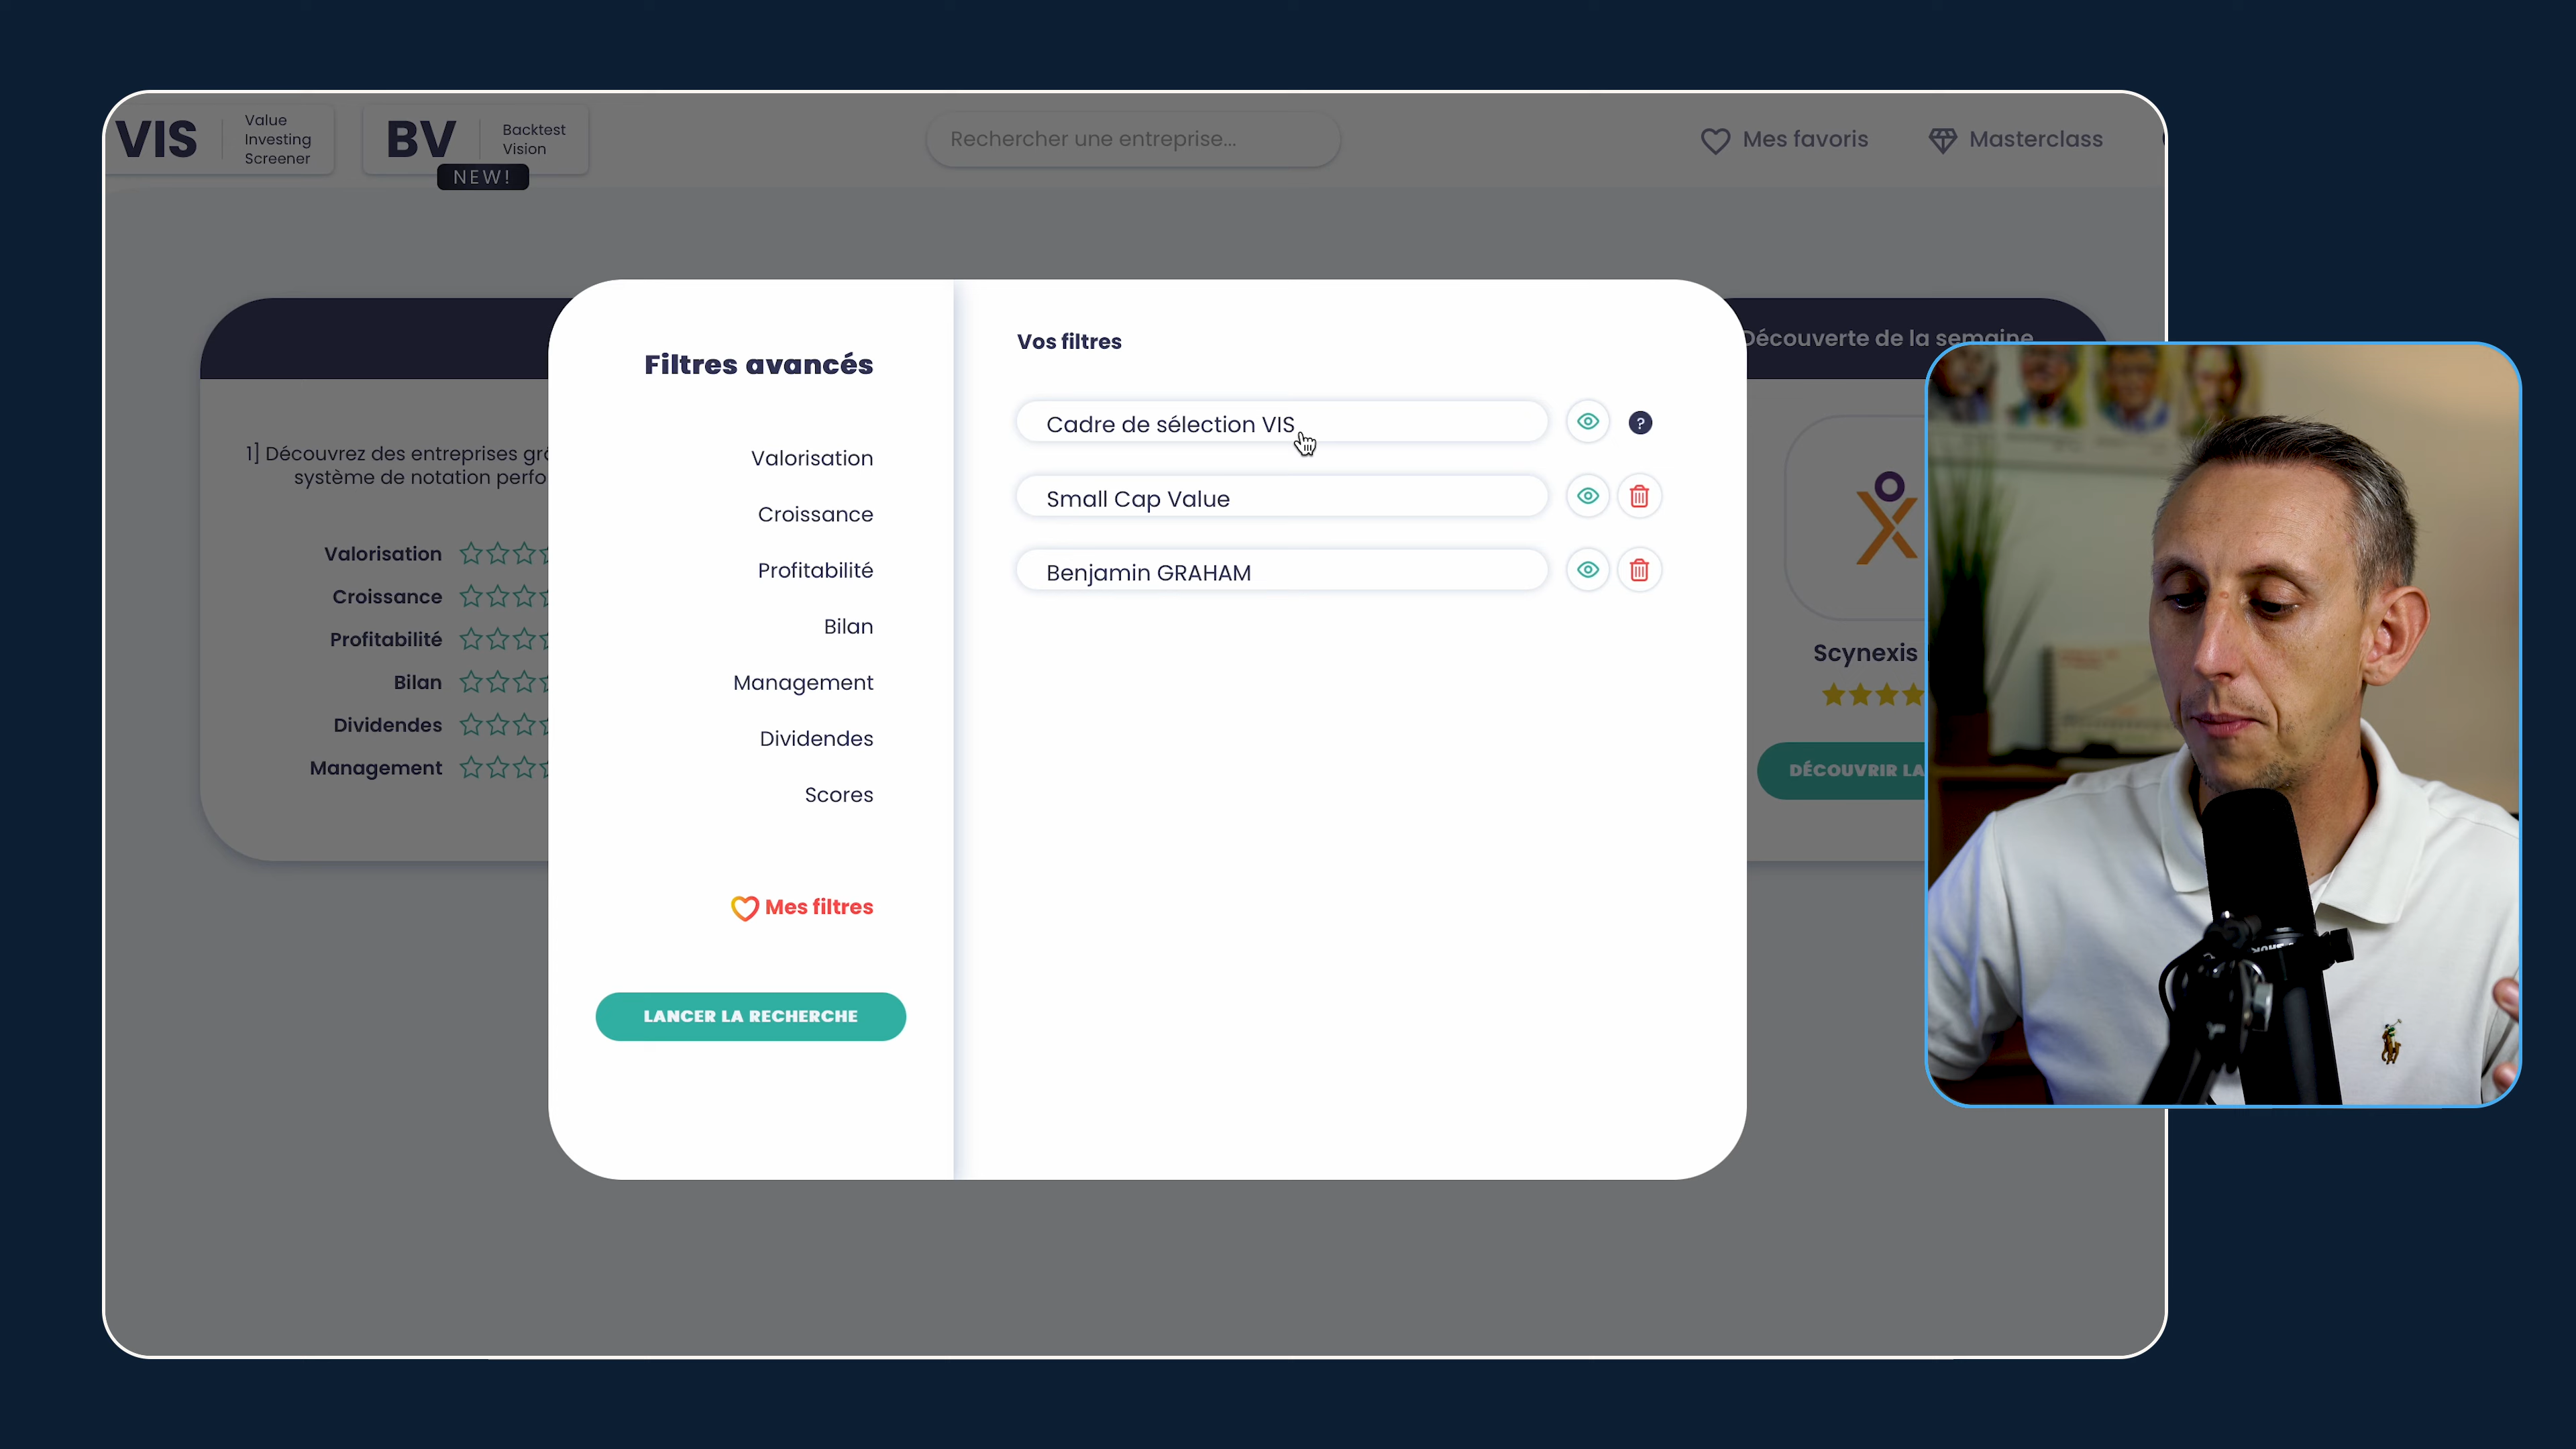 VIS
Value
Investing
Screener
BV
Backtest
Vision
NEW!
Rechercher une entreprise...
Mes favoris
Masterclass
1] Découvrez des entreprises
système de notation
Valorisation
Croissance
Profitabilité
Bilan
Dividendes
Management
Filtres avancés
Valorisation
Croissance
Profitabilité
Bilan
Management
Dividendes
Scores
Mes filtres
LANCER LA RECHERCHE
Vos filtres
Cadre de sélection VIS
?
Small Cap Value
Benjamin GRAHAM
Découverte de la semaine
Scynexis
DÉCOUVRIR LA